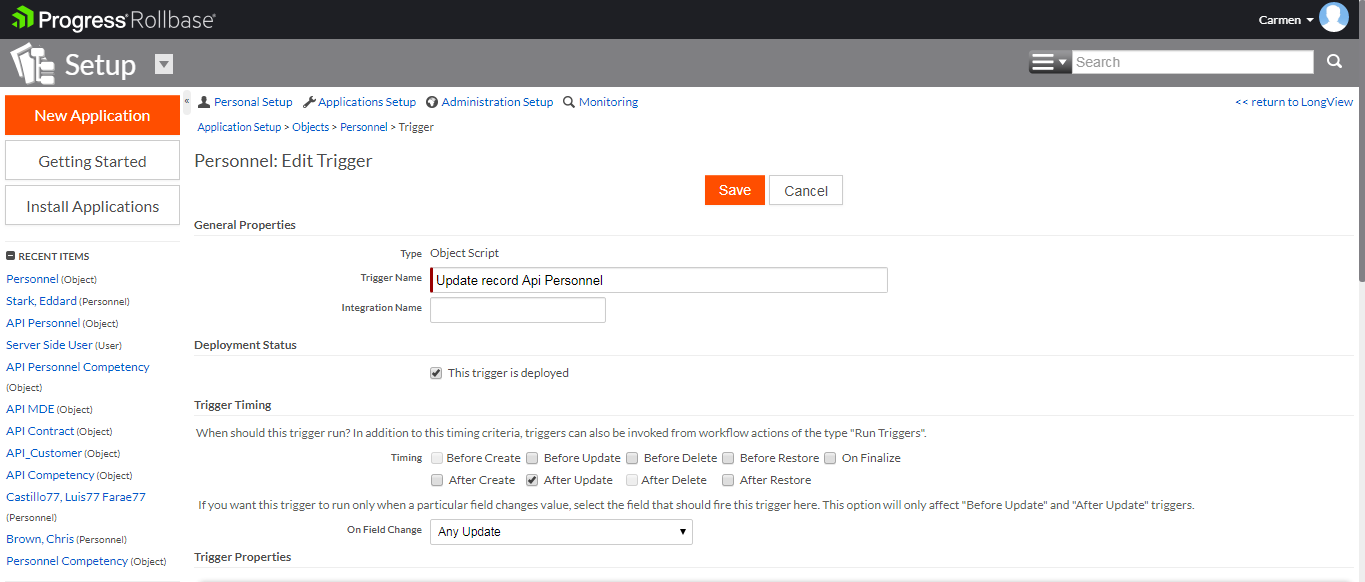 Progress Rollbase
Carmen
Setup
Search
New Application
Getting Started
Install Applications
RECENT ITEMS
Personnel (Object)
Stark, Eddard (Personnel)
API Personnel (Object)
Server Side User (User)
API Personnel Competency
(Object)
API MDE (Object)
API Contract (Object)
API_Customer (Object)
API Competency (Object)
Castillo77, Luis77 Farae77
(Personnel)
Brown, Chris (Personnel)
Personnel Competency (Object)
«
Personal Setup Applications Setup Administration Setup Monitoring
<< return to LongView
Application Setup > Objects > Personnel > Trigger
Personnel: Edit Trigger
Save Cancel
General Properties
Type Object Script
Trigger Name Update record Api Personnel
Integration Name
Deployment Status
This trigger is deployed
Trigger Timing
When should this trigger run? In addition to this timing criteria, triggers can also be invoked from workflow actions of the type "Run Triggers".
Timing Before Create Before Update Before Delete Before Restore On Finalize
After Create After Update After Delete After Restore
If you want this trigger to run only when a particular field changes value, select the field that should fire this trigger here. This option will only affect "Before Update" and "After Update" triggers.
On Field Change Any Update
Trigger Properties